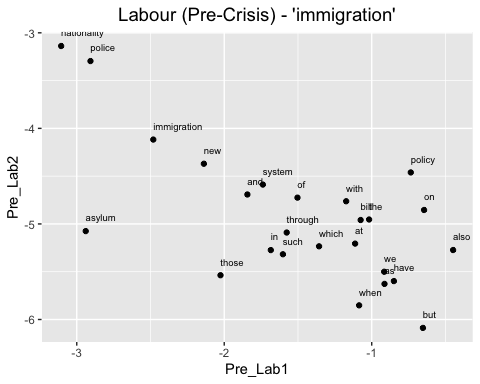 Labour (Pre-Crisis) - 'immigration'
-3
nationality
police
immigration
-4
new
system
policy
and
of
with
on
bill
the
-5
asylum
through
in
such
which
at
also
those
we
as
have
when
but
-6
-3
-2
-1
Pre_Lab2
Pre_Lab1